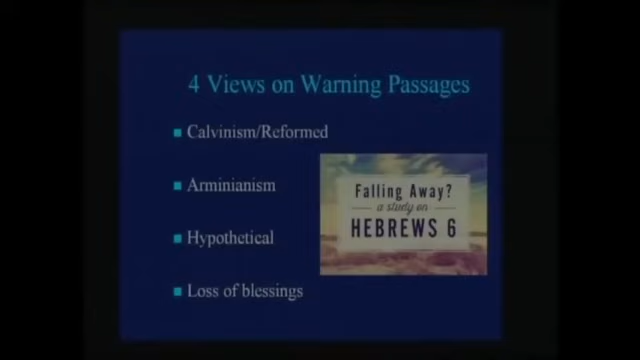 4 Views on Warning Passages
Calvinism/Reformed
Arminianism
Hypothetical
Loss of blessings
Falling Away?
a study on
HEBREWS 6